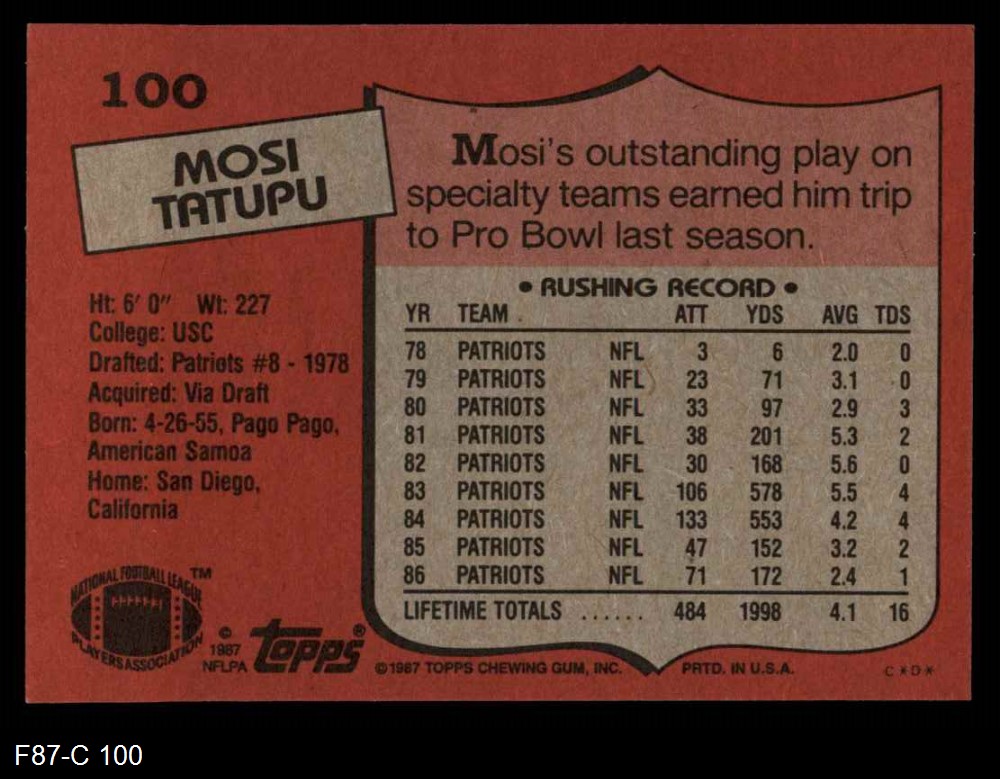 100
MOSI
TATUPU
Ht: 6' 0" Wt: 227
College: USC
Drafted: Patriots #8 - 1978
Acquired: Via Draft
Born: 4-26-55, Pago Pago,
American Samoa
Home: San Diego,
California
NATIONAL FOOTBALL LEAGUE TM
PLAYERS ASSOCIATION
© 1987
NFLPA
topps®
Mosi's outstanding play on
specialty teams earned him trip
to Pro Bowl last season.
• RUSHING RECORD •
YR TEAM ATT YDS AVG TDS
78 PATRIOTS NFL 3 6 2.0 0
79 PATRIOTS NFL 23 71 3.1 0
80 PATRIOTS NFL 33 97 2.9 3
81 PATRIOTS NFL 38 201 5.3 2
82 PATRIOTS NFL 30 168 5.6 0
83 PATRIOTS NFL 106 578 5.5 4
84 PATRIOTS NFL 133 553 4.2 4
85 PATRIOTS NFL 47 152 3.2 2
86 PATRIOTS NFL 71 172 2.4 1
LIFETIME TOTALS ...... 484 1998 4.1 16
©1987 TOPPS CHEWING GUM, INC. PRTD. IN U.S.A. C*D*
F87-C 100